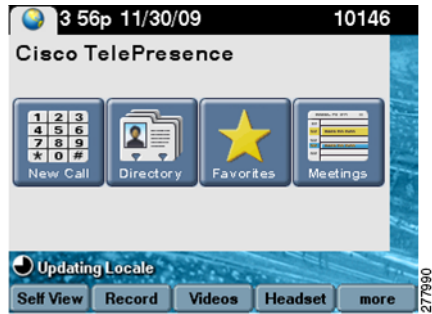 3 56p 11/30/09 10146
Cisco TelePresence
1 2 3
4 5 6
7 8 9
* 0 #
New Call Directory Favorites Meetings
Updating Locale
Self View Record Videos Headset more
277990